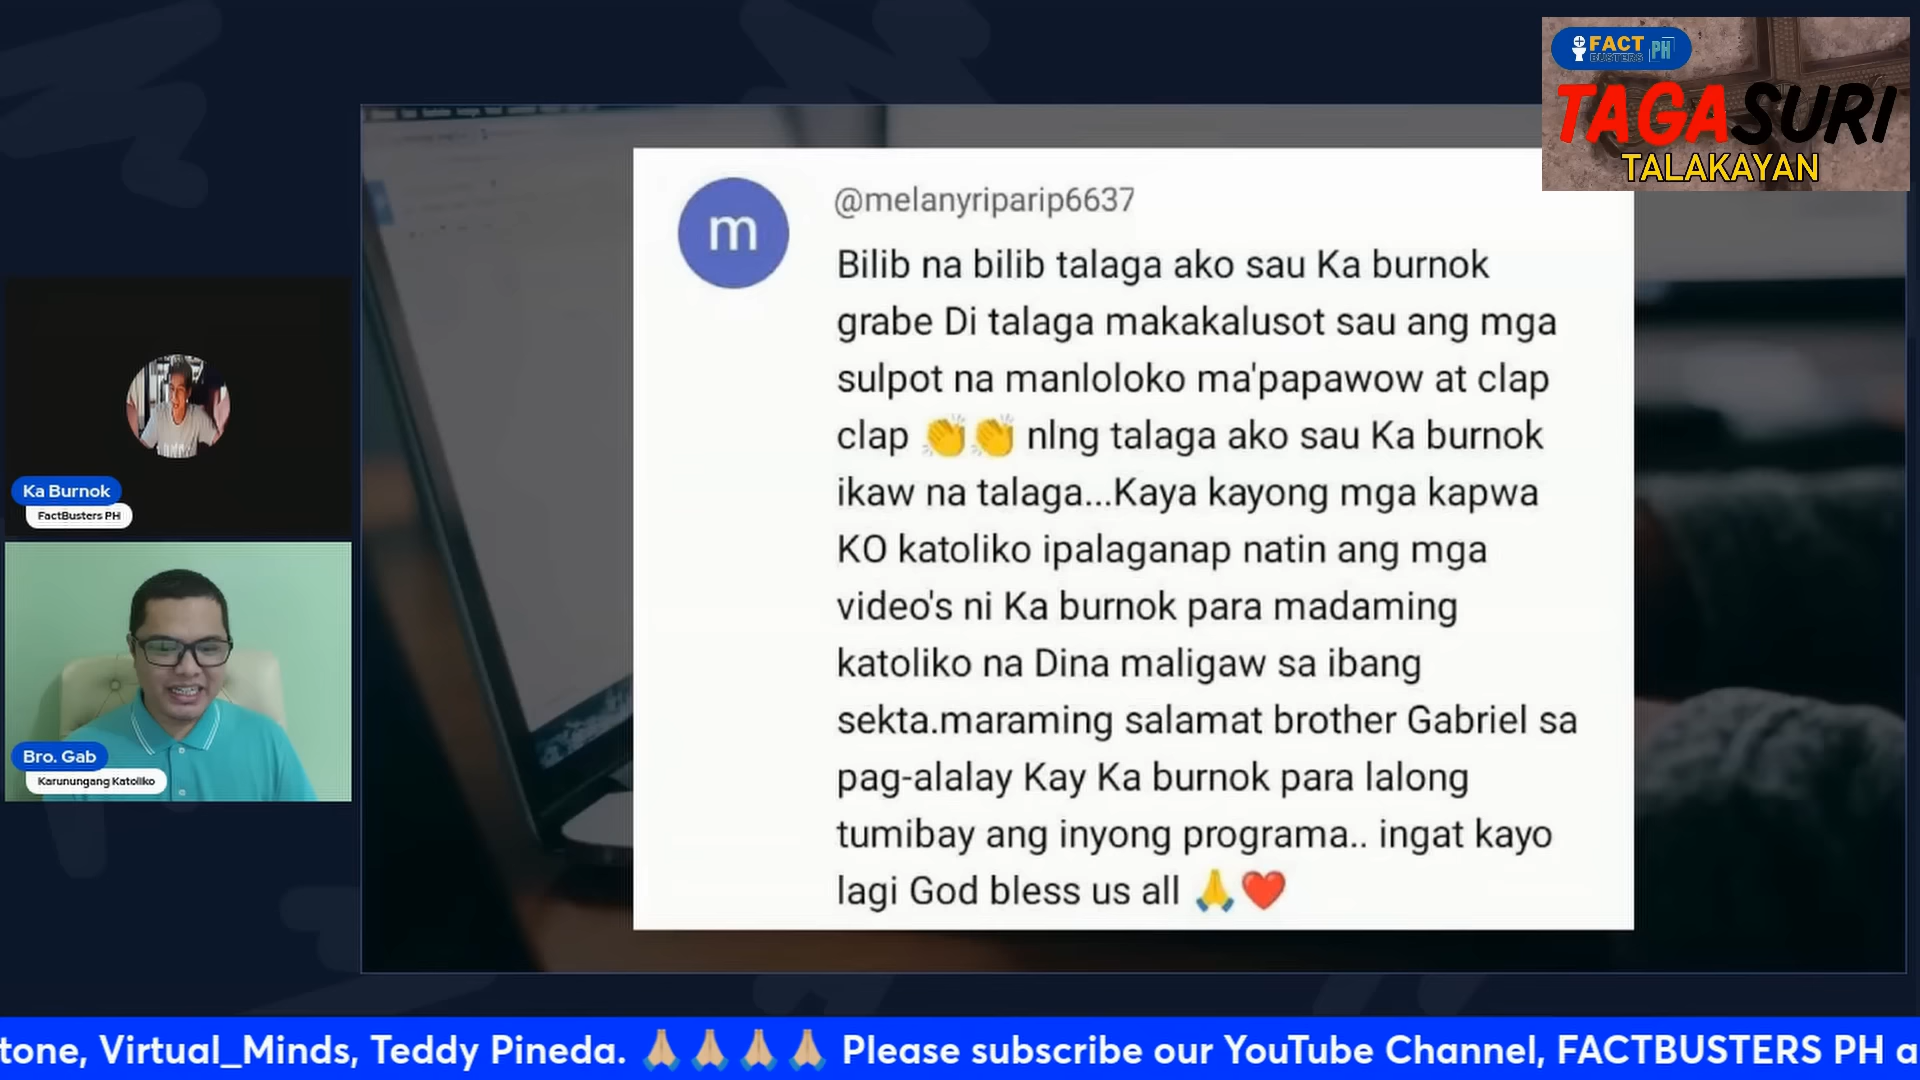 FACT
BUSTERS PH
TAGASURI
TALAKAYAN
m
@melanyriparip6637
Bilib na bilib talaga ako sau Ka burnok
grabe Di talaga makakalusot sau ang mga
sulpot na manloloko ma'papawow at clap
clap 👏👏 nlng talaga ako sau Ka burnok
ikaw na talaga...Kaya kayong mga kapwa
KO katoliko ipalaganap natin ang mga
video's ni Ka burnok para madaming
katoliko na Dina maligaw sa ibang
sekta.maraming salamat brother Gabriel sa
pag-alalay Kay Ka burnok para lalong
tumibay ang inyong programa.. ingat kayo
lagi God bless us all 🙏❤️
Ka Burnok
FactBusters PH
Bro. Gab
Karunungang Katoliko
tone, Virtual_Minds, Teddy Pineda. 🙏🏼🙏🏼🙏🏼🙏🏼 Please subscribe our YouTube Channel, FACTBUSTERS PH a